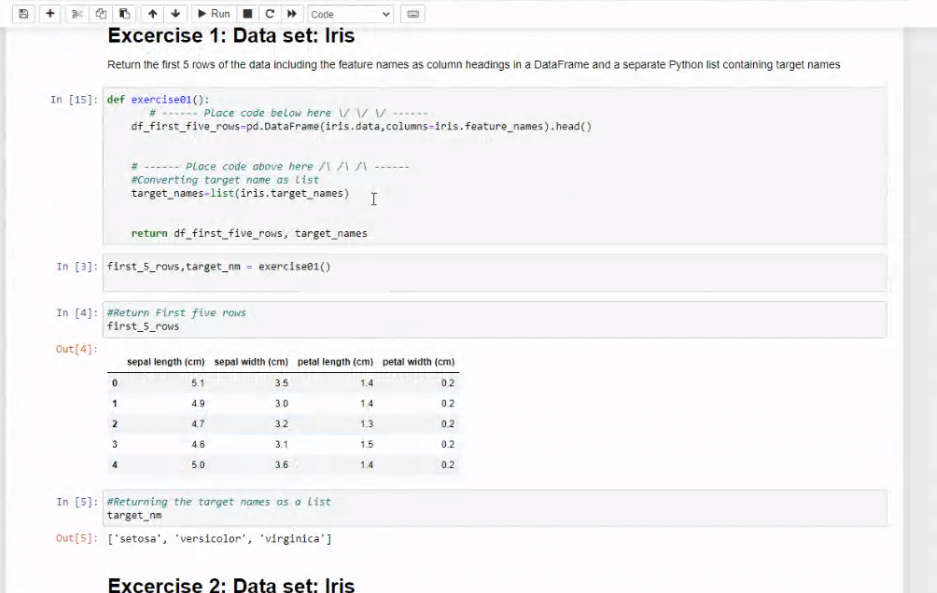 Run Code
Excercise 1: Data set: Iris
Return the first 5 rows of the data including the feature names as column headings in a DataFrame and a separate Python list containing target names
In [15]: def exercise01():
# ------ Place code below here \/ \/ \/ ------
df_first_five_rows=pd.DataFrame(iris.data,columns=iris.feature_names).head()
# ------ Place code above here /\ /\ /\ ------
#Converting target name as list
target_names=list(iris.target_names)
return df_first_five_rows, target_names
In [3]: first_5_rows,target_nm = exercise01()
In [4]: #Return First five rows
first_5_rows
Out[4]:
sepal length (cm) sepal width (cm) petal length (cm) petal width (cm)
0 5.1 3.5 1.4 0.2
1 4.9 3.0 1.4 0.2
2 4.7 3.2 1.3 0.2
3 4.6 3.1 1.5 0.2
4 5.0 3.6 1.4 0.2
In [5]: #Returning the target names as a list
target_nm
Out[5]: ['setosa', 'versicolor', 'virginica']
Excercise 2: Data set: Iris